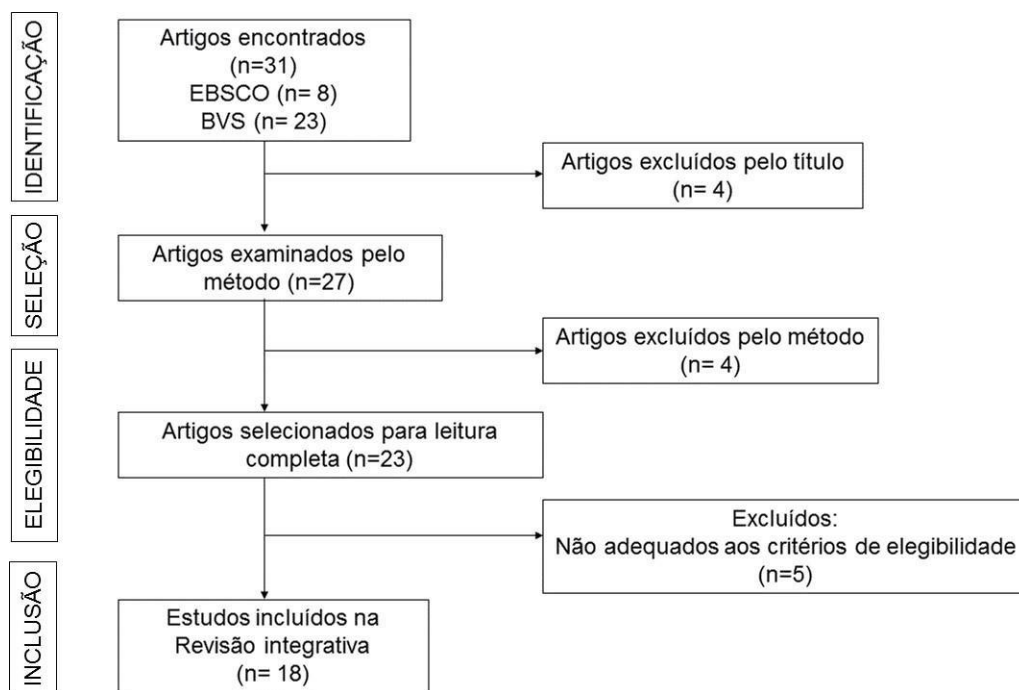 IDENTIFICAÇÃO
Artigos encontrados
(n=31)
EBSCO (n= 8)
BVS (n= 23)
Artigos excluídos pelo título
(n= 4)
SELEÇÃO
Artigos examinados pelo
método (n=27)
Artigos excluídos pelo método
(n= 4)
ELEGIBILIDADE
Artigos selecionados para leitura
completa (n=23)
Excluídos:
Não adequados aos critérios de elegibilidade
(n=5)
INCLUSÃO
Estudos incluídos na
Revisão integrativa
(n= 18)